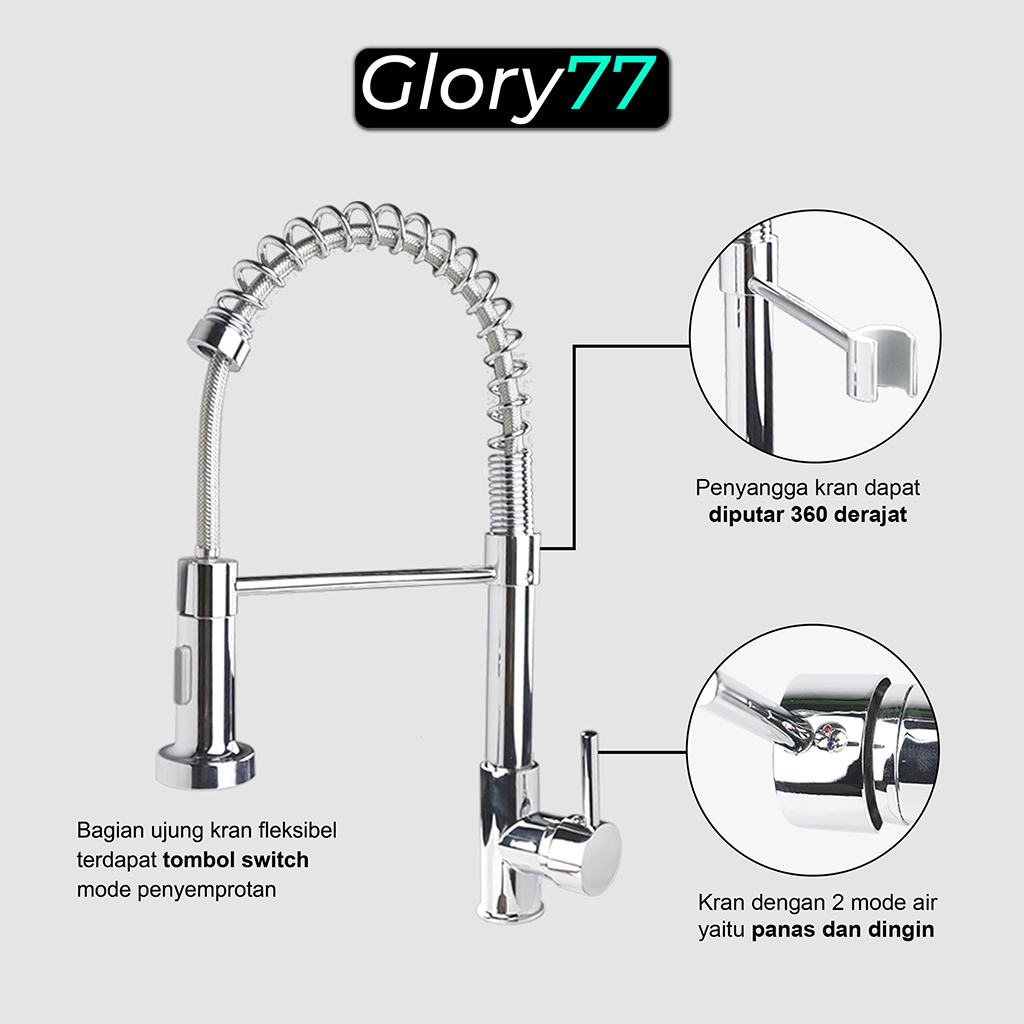 Glory77
Penyangga kran dapat
diputar 360 derajat
Bagian ujung kran fleksibel
terdapat tombol switch
mode penyemprotan
Kran dengan 2 mode air
yaitu panas dan dingin